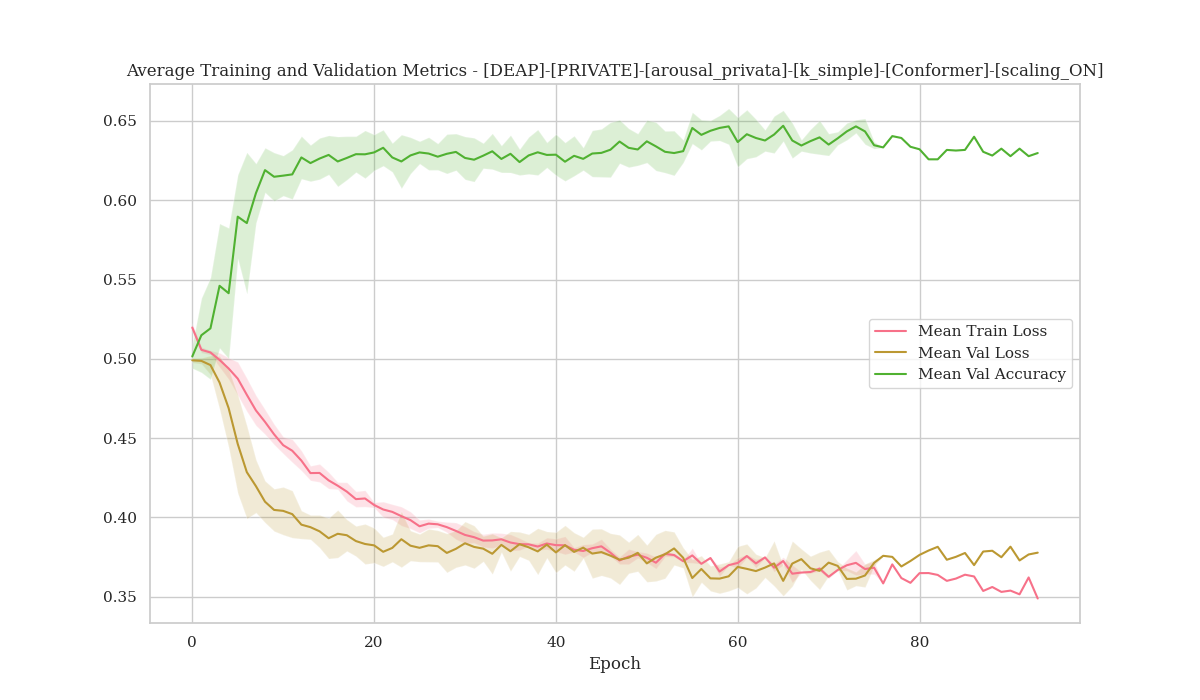 Average Training and Validation Metrics - [DEAP]-[PRIVATE]-[arousal_privata]-[k_simple]-[Conformer]-[scaling_ON]
0.65
0.60
0.55
0.50
0.45
0.40
0.35
Mean Train Loss
Mean Val Loss
Mean Val Accuracy
0 20 40 60 80
Epoch